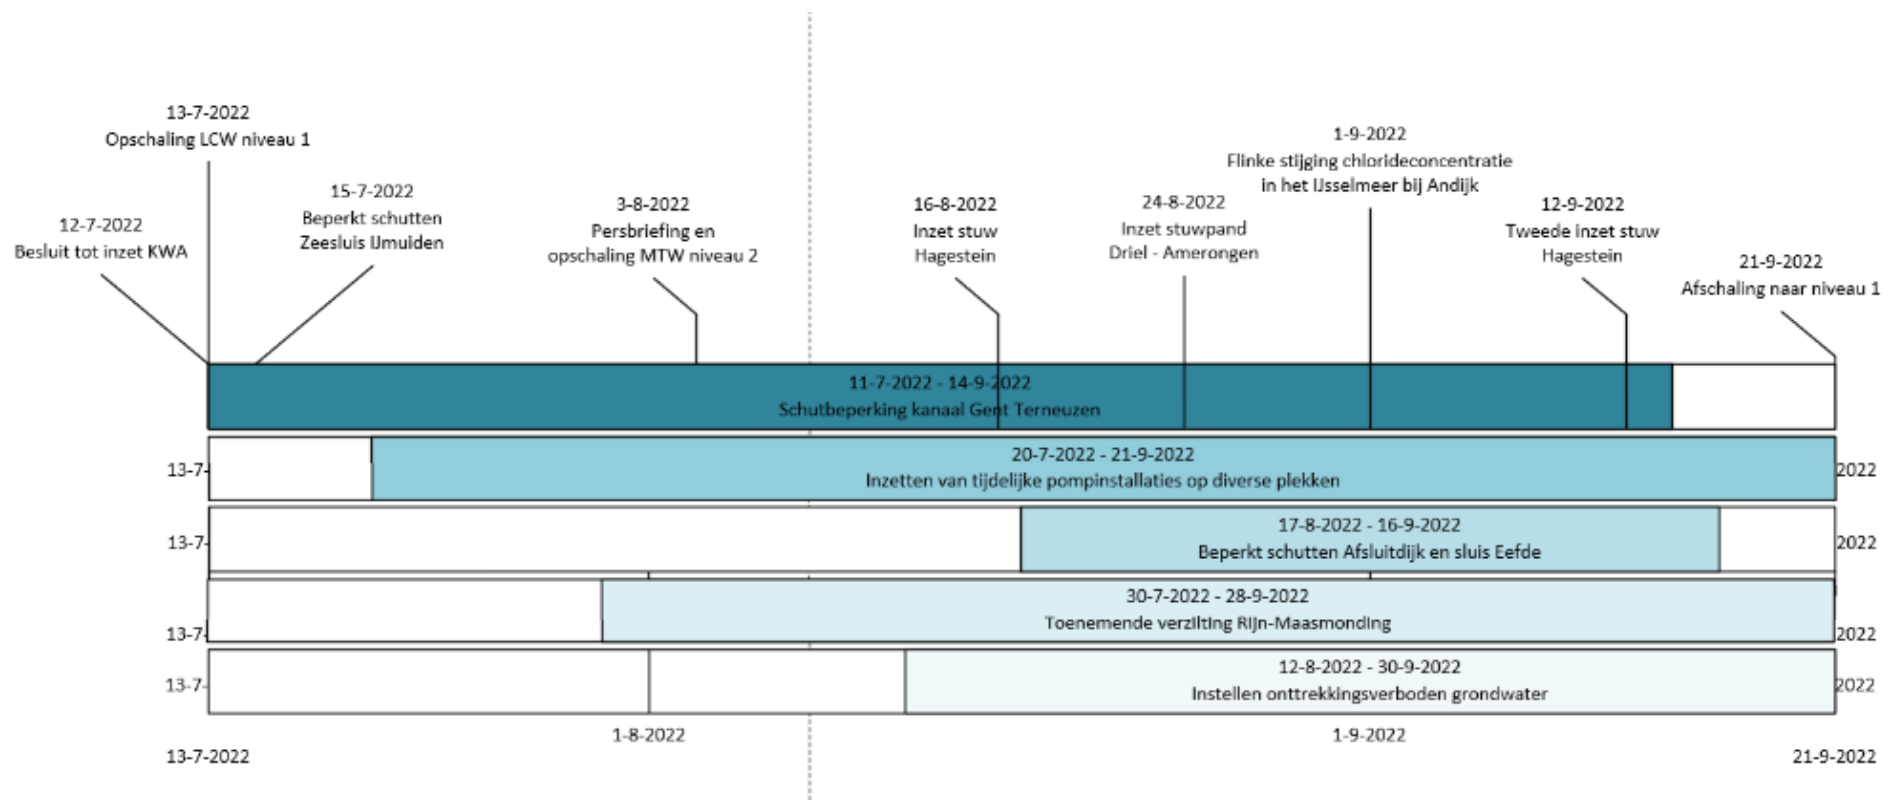 13-7-2022
Opschaling LCW niveau 1
12-7-2022
Besluit tot inzet KWA
15-7-2022
Beperkt schutten
Zeesluis IJmuiden
3-8-2022
Persbriefing en
opschaling MTW niveau 2
16-8-2022
Inzet stuw
Hagestein
24-8-2022
Inzet stuwpand
Driel - Amerongen
1-9-2022
Flinke stijging chlorideconcentratie
in het IJsselmeer bij Andijk
12-9-2022
Tweede inzet stuw
Hagestein
21-9-2022
Afschaling naar niveau 1
11-7-2022 - 14-9-2022
Schutbeperking kanaal Gent Terneuzen
13-7-
20-7-2022 - 21-9-2022
Inzetten van tijdelijke pompinstallaties op diverse plekken
2022
13-7-
17-8-2022 - 16-9-2022
Beperkt schutten Afsluitdijk en sluis Eefde
2022
13-7-
30-7-2022 - 28-9-2022
Toenemende verzilting Rijn-Maasmonding
2022
13-7-
12-8-2022 - 30-9-2022
Instellen onttrekkingsverboden grondwater
2022
1-8-2022
1-9-2022
13-7-2022
21-9-2022